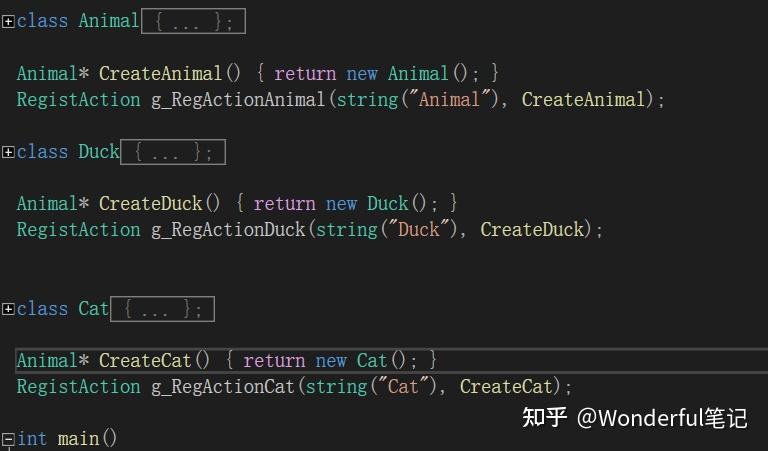 class Animal { ... };
Animal* CreateAnimal() { return new Animal(); }
RegistAction g_RegActionAnimal(string("Animal"), CreateAnimal);
class Duck { ... };
Animal* CreateDuck() { return new Duck(); }
RegistAction g_RegActionDuck(string("Duck"), CreateDuck);
class Cat { ... };
Animal* CreateCat() { return new Cat(); }
RegistAction g_RegActionCat(string("Cat"), CreateCat);
知乎 @Wonderful笔记
int main()